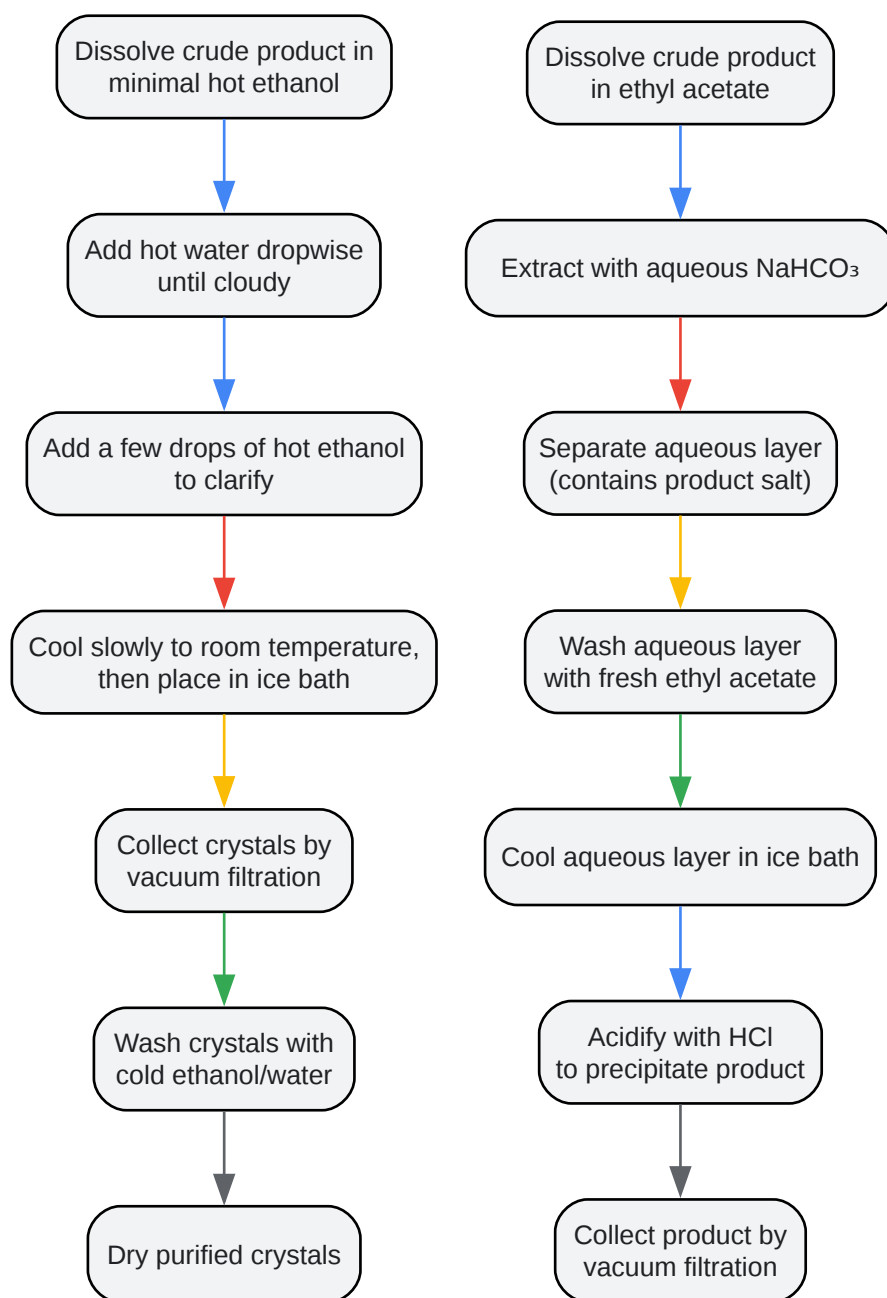 Dissolve crude product in
minimal hot ethanol
Add hot water dropwise
until cloudy
Add a few drops of hot ethanol
to clarify
Cool slowly to room temperature,
then place in ice bath
Collect crystals by
vacuum filtration
Wash crystals with
cold ethanol/water
Dry purified crystals
Dissolve crude product
in ethyl acetate
Extract with aqueous NaHCO₃
Separate aqueous layer
(contains product salt)
Wash aqueous layer
with fresh ethyl acetate
Cool aqueous layer in ice bath
Acidify with HCl
to precipitate product
Collect product by
vacuum filtration